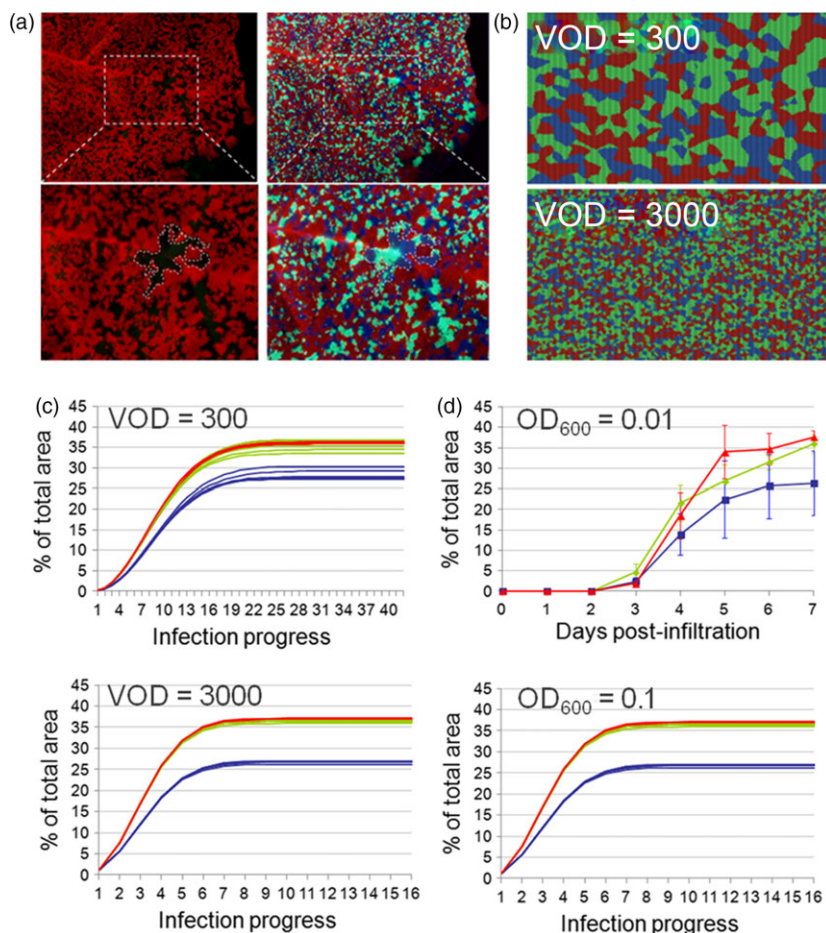 (a)
(b)
VOD = 300
VOD = 3000
(c)
VOD = 300
% of total area
45
40
35
30
25
20
15
10
5
0
1 4 7 10 13 16 19 22 25 28 31 34 37 40
Infection progress
(d)
OD600 = 0.01
% of total area
45
40
35
30
25
20
15
10
5
0
0 1 2 3 4 5 6 7
Days post-infiltration
VOD = 3000
% of total area
45
40
35
30
25
20
15
10
5
0
1 2 3 4 5 6 7 8 9 10 11 12 13 14 15 16
Infection progress
OD600 = 0.1
% of total area
45
40
35
30
25
20
15
10
5
0
1 2 3 4 5 6 7 8 9 10 11 12 13 14 15 16
Infection progress